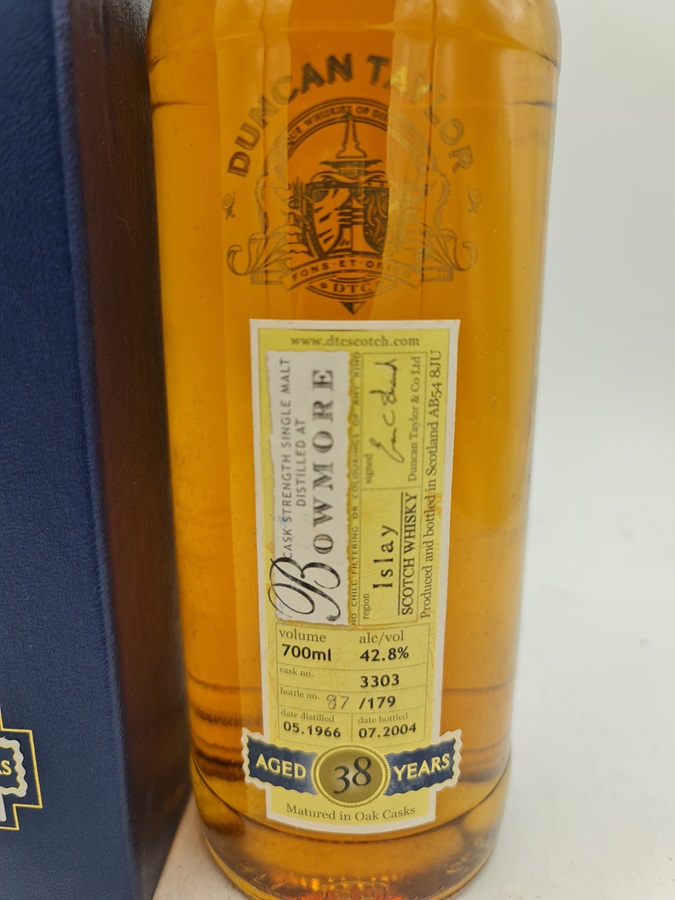 DUNCAN TAYLOR
FONS·ET·ORIGO
DTC
www.dtcscotch.com
CASK STRENGTH SINGLE MALT
DISTILLED AT
BOWMORE
NO CHILL FILTERING OR COLOURINGS OF ANY KIND
region
Islay
SCOTCH WHISKY
signed
Duncan Taylor & Co Ltd
Produced and bottled in Scotland AB54 8JU
volume
700ml
alc/vol
42.8%
cask no.
3303
bottle no. 87 /179
date distilled
05.1966
date bottled
07.2004
AGED 38 YEARS
Matured in Oak Casks